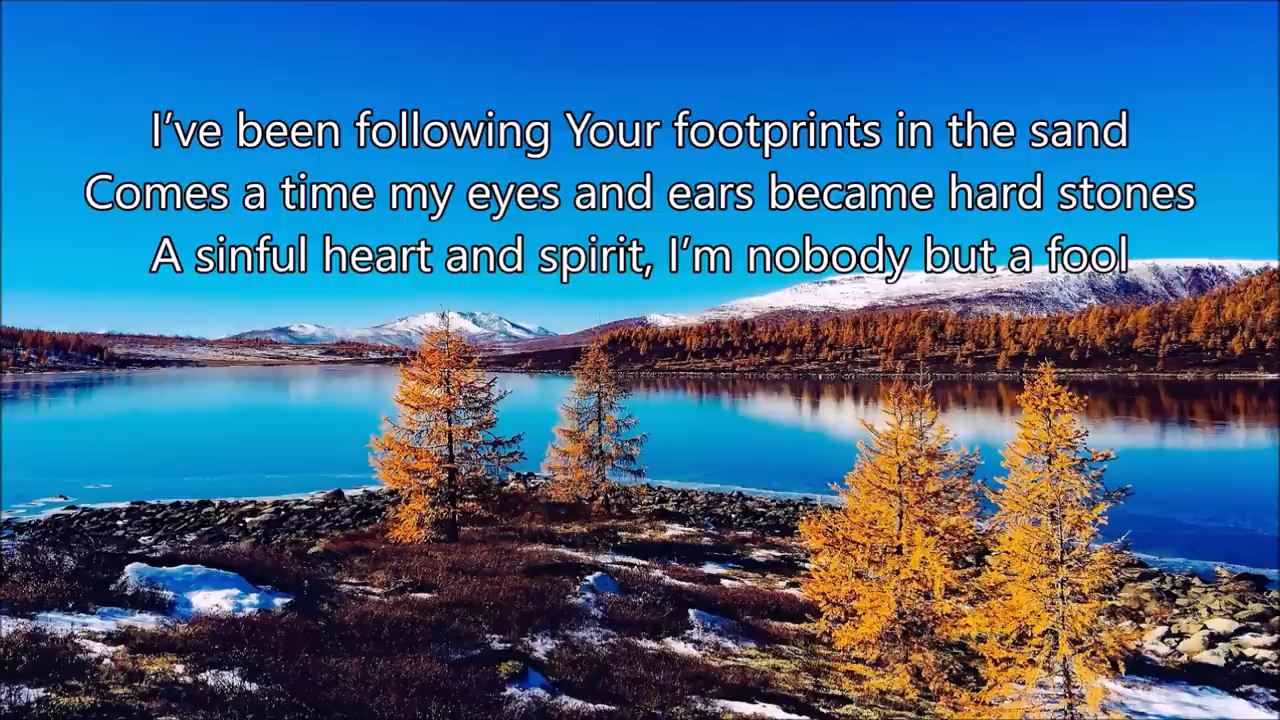 I’ve been following Your footprints in the sand
Comes a time my eyes and ears became hard stones
A sinful heart and spirit, I’m nobody but a fool